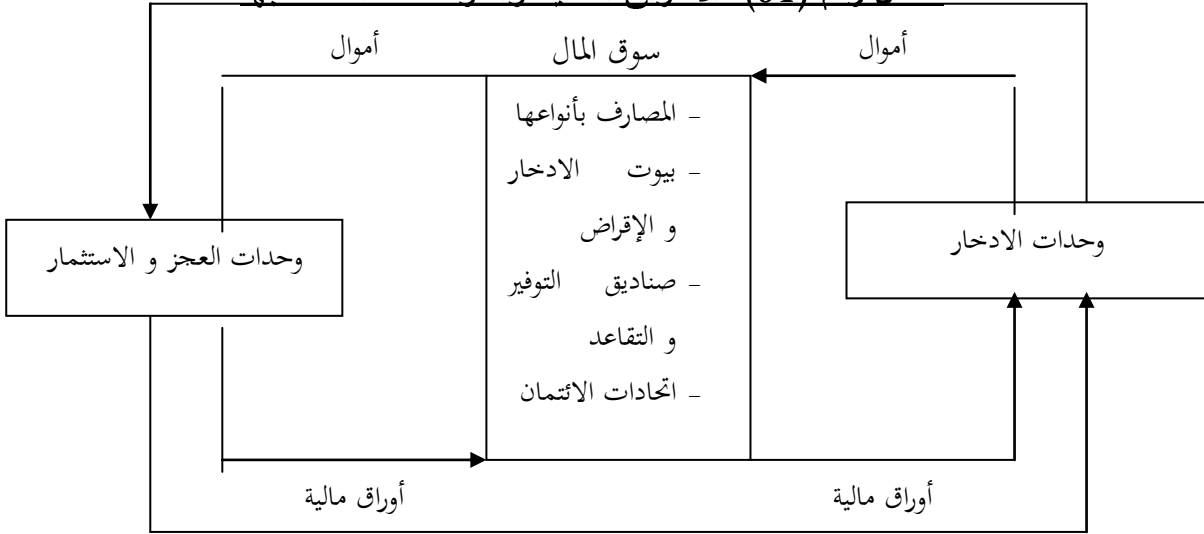 (01)
أموال
سوق المال
أموال
- المصارف بأنواعها
- بيوت الادخار
و الإقراض
- صناديق التوفير
و التقاعد
- اتحادات الائتمان
وحدات الادخار
وحدات العجز و الاستثمار
أوراق مالية
أوراق مالية